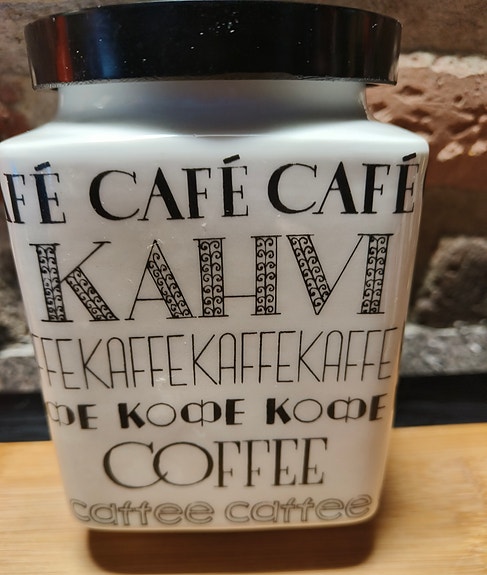 AFÉ CAFÉ CAFÉ
KAHVI
FFEKAFFEKAFFEKAFFE
ФЕ КОФЕ КОФЕ
COFFEE
caffee caffee